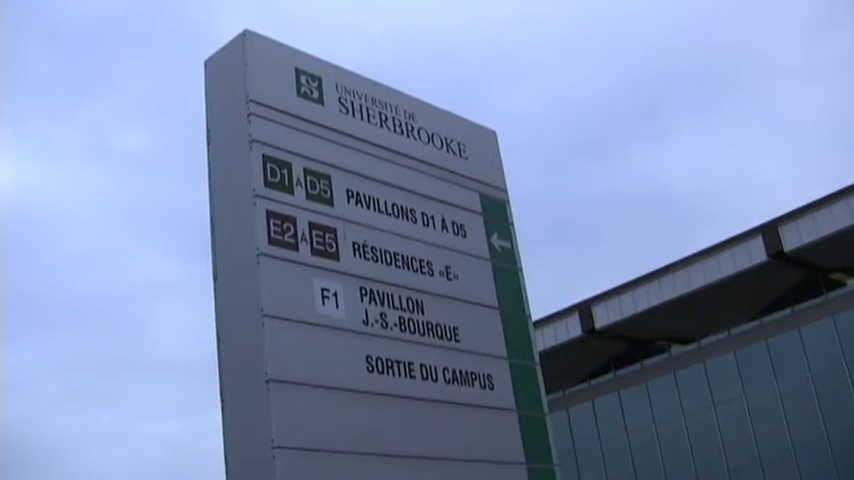 UNIVERSITÉ DE
SHERBROOKE
D1 À D5 PAVILLONS D1 À D5
E2 À E5 RÉSIDENCES «E»
F1 PAVILLON
J.-S.-BOURQUE
SORTIE DU CAMPUS